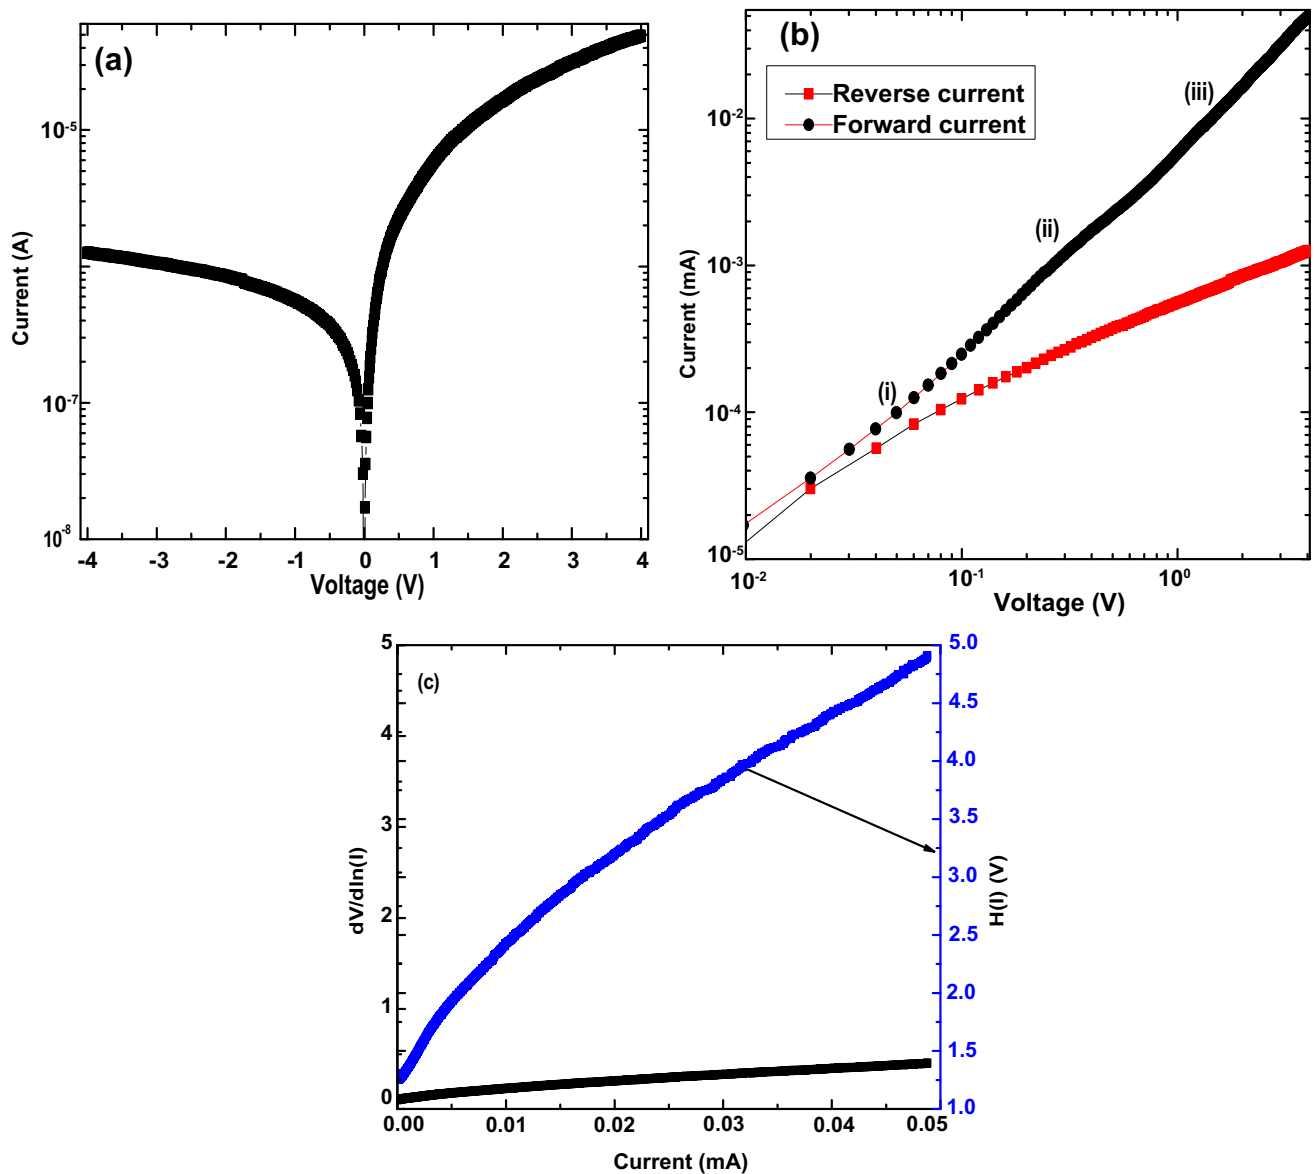 (a)
Current (A)
10^-5
10^-7
10^-8
-4 -3 -2 -1 0 1 2 3 4
Voltage (V)
(b)
Reverse current
Forward current
(i)
(ii)
(iii)
Current (mA)
10^-2
10^-3
10^-4
10^-5
10^-2 10^-1 10^0
Voltage (V)
(c)
dV/dln(I)
5
4
3
2
1
0
H(I) (V)
5.0
4.5
4.0
3.5
3.0
2.5
2.0
1.5
1.0
0.00 0.01 0.02 0.03 0.04 0.05
Current (mA)